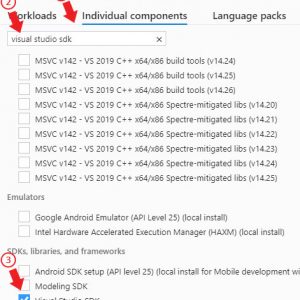 2
Workloads Individual components Language packs
visual studio sdk ×
MSVC v142 - VS 2019 C++ x64/x86 build tools (v14.24)
MSVC v142 - VS 2019 C++ x64/x86 build tools (v14.25)
MSVC v142 - VS 2019 C++ x64/x86 build tools (v14.26)
MSVC v142 - VS 2019 C++ x64/x86 Spectre-mitigated libs (v14.20)
MSVC v142 - VS 2019 C++ x64/x86 Spectre-mitigated libs (v14.21)
MSVC v142 - VS 2019 C++ x64/x86 Spectre-mitigated libs (v14.22)
MSVC v142 - VS 2019 C++ x64/x86 Spectre-mitigated libs (v14.23)
MSVC v142 - VS 2019 C++ x64/x86 Spectre-mitigated libs (v14.24)
MSVC v142 - VS 2019 C++ x64/x86 Spectre-mitigated libs (v14.25)
Emulators
Google Android Emulator (API Level 25) (local install)
Intel Hardware Accelerated Execution Manager (HAXM) (local install)
SDKs, libraries, and frameworks
3
Android SDK setup (API level 25) (local install for Mobile development wi
Modeling SDK
Visual Studio SDK